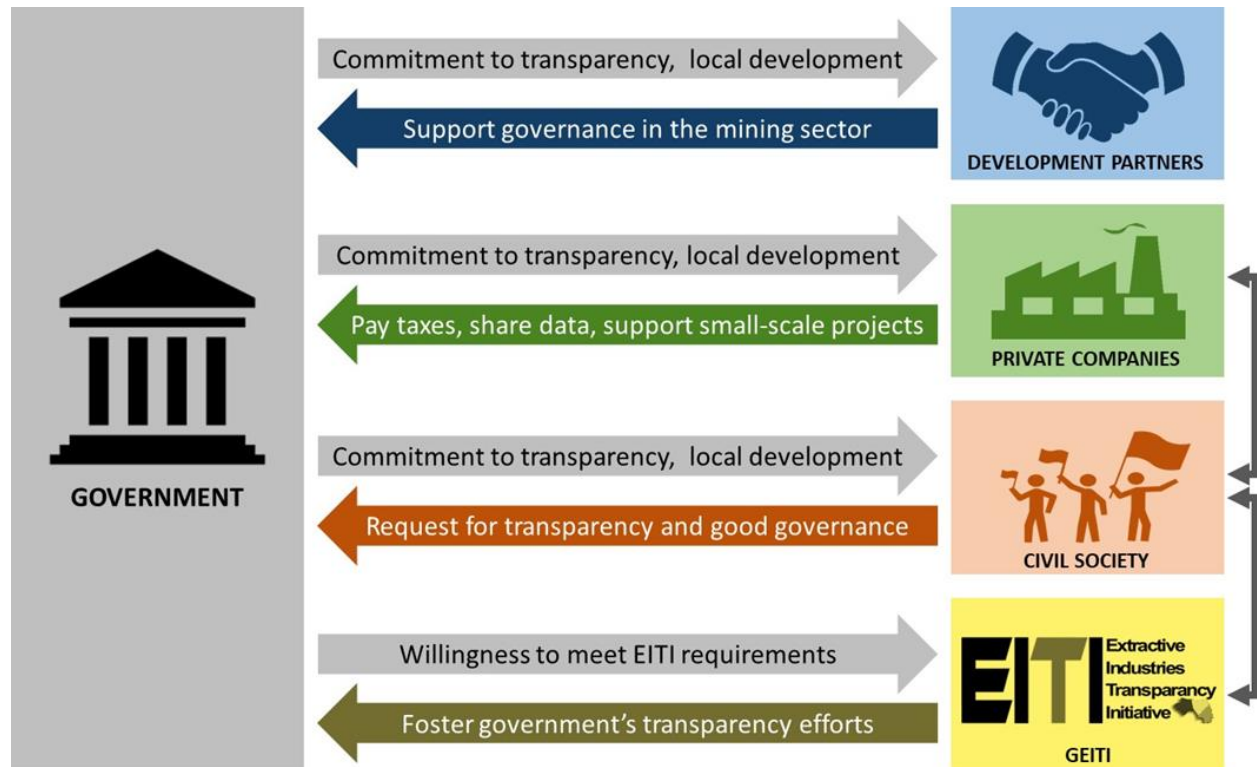 Commitment to transparency, local development
Support governance in the mining sector
DEVELOPMENT PARTNERS
Commitment to transparency, local development
Pay taxes, share data, support small-scale projects
PRIVATE COMPANIES
GOVERNMENT
Commitment to transparency, local development
Request for transparency and good governance
CIVIL SOCIETY
Willingness to meet EITI requirements
Foster government’s transparency efforts
EITI
Extractive
Industries
Transparancy
Initiative
GEITI